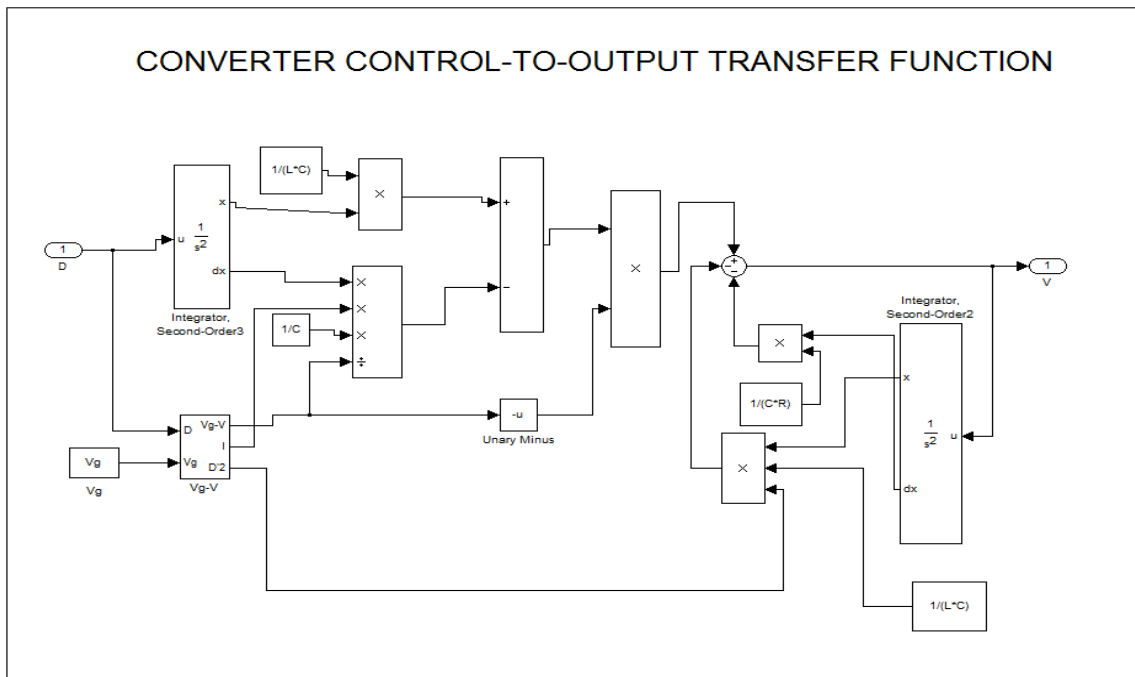 CONVERTER CONTROL-TO-OUTPUT TRANSFER FUNCTION
1/(L*C)
×
+
−
×
1
D
u
x
1
s2
dx
Integrator,
Second-Order3
×
×
×
÷
1/C
-u
Unary Minus
Vg
Vg
D
Vg
Vg-V
I
D'2
Vg-V
+
−
−
1
V
Integrator,
Second-Order2
x
1
s2
u
dx
×
1/(C*R)
×
1/(L*C)